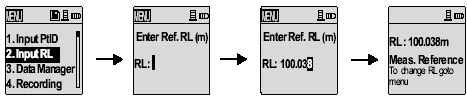 MENU
1. Input PtID
2. Input RL
3. Data Manager
4. Recording
MENU
Enter Ref. RL (m)
RL:
MENU
Enter Ref. RL (m)
RL: 100.038
RL: 100.038m
Meas. Reference
To change RL goto
menu